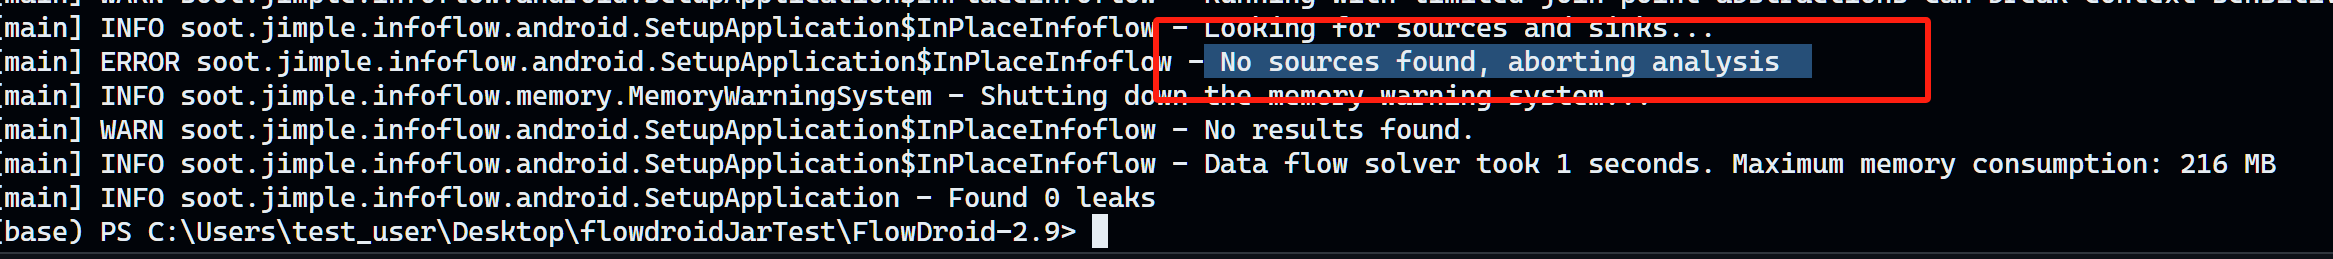 [main] WARN soot.jimple.infoflow.android.SetupApplication$InPlaceInfoflow - Running with limited join point abstractions can break context sensitiv
[main] INFO soot.jimple.infoflow.android.SetupApplication$InPlaceInfoflow - Looking for sources and sinks...
[main] ERROR soot.jimple.infoflow.android.SetupApplication$InPlaceInfoflow - No sources found, aborting analysis
[main] INFO soot.jimple.infoflow.memory.MemoryWarningSystem - Shutting down the memory warning system...
[main] WARN soot.jimple.infoflow.android.SetupApplication$InPlaceInfoflow - No results found.
[main] INFO soot.jimple.infoflow.android.SetupApplication$InPlaceInfoflow - Data flow solver took 1 seconds. Maximum memory consumption: 216 MB
[main] INFO soot.jimple.infoflow.android.SetupApplication - Found 0 leaks
(base) PS C:\Users\test_user\Desktop\flowdroidJarTest\FlowDroid-2.9>